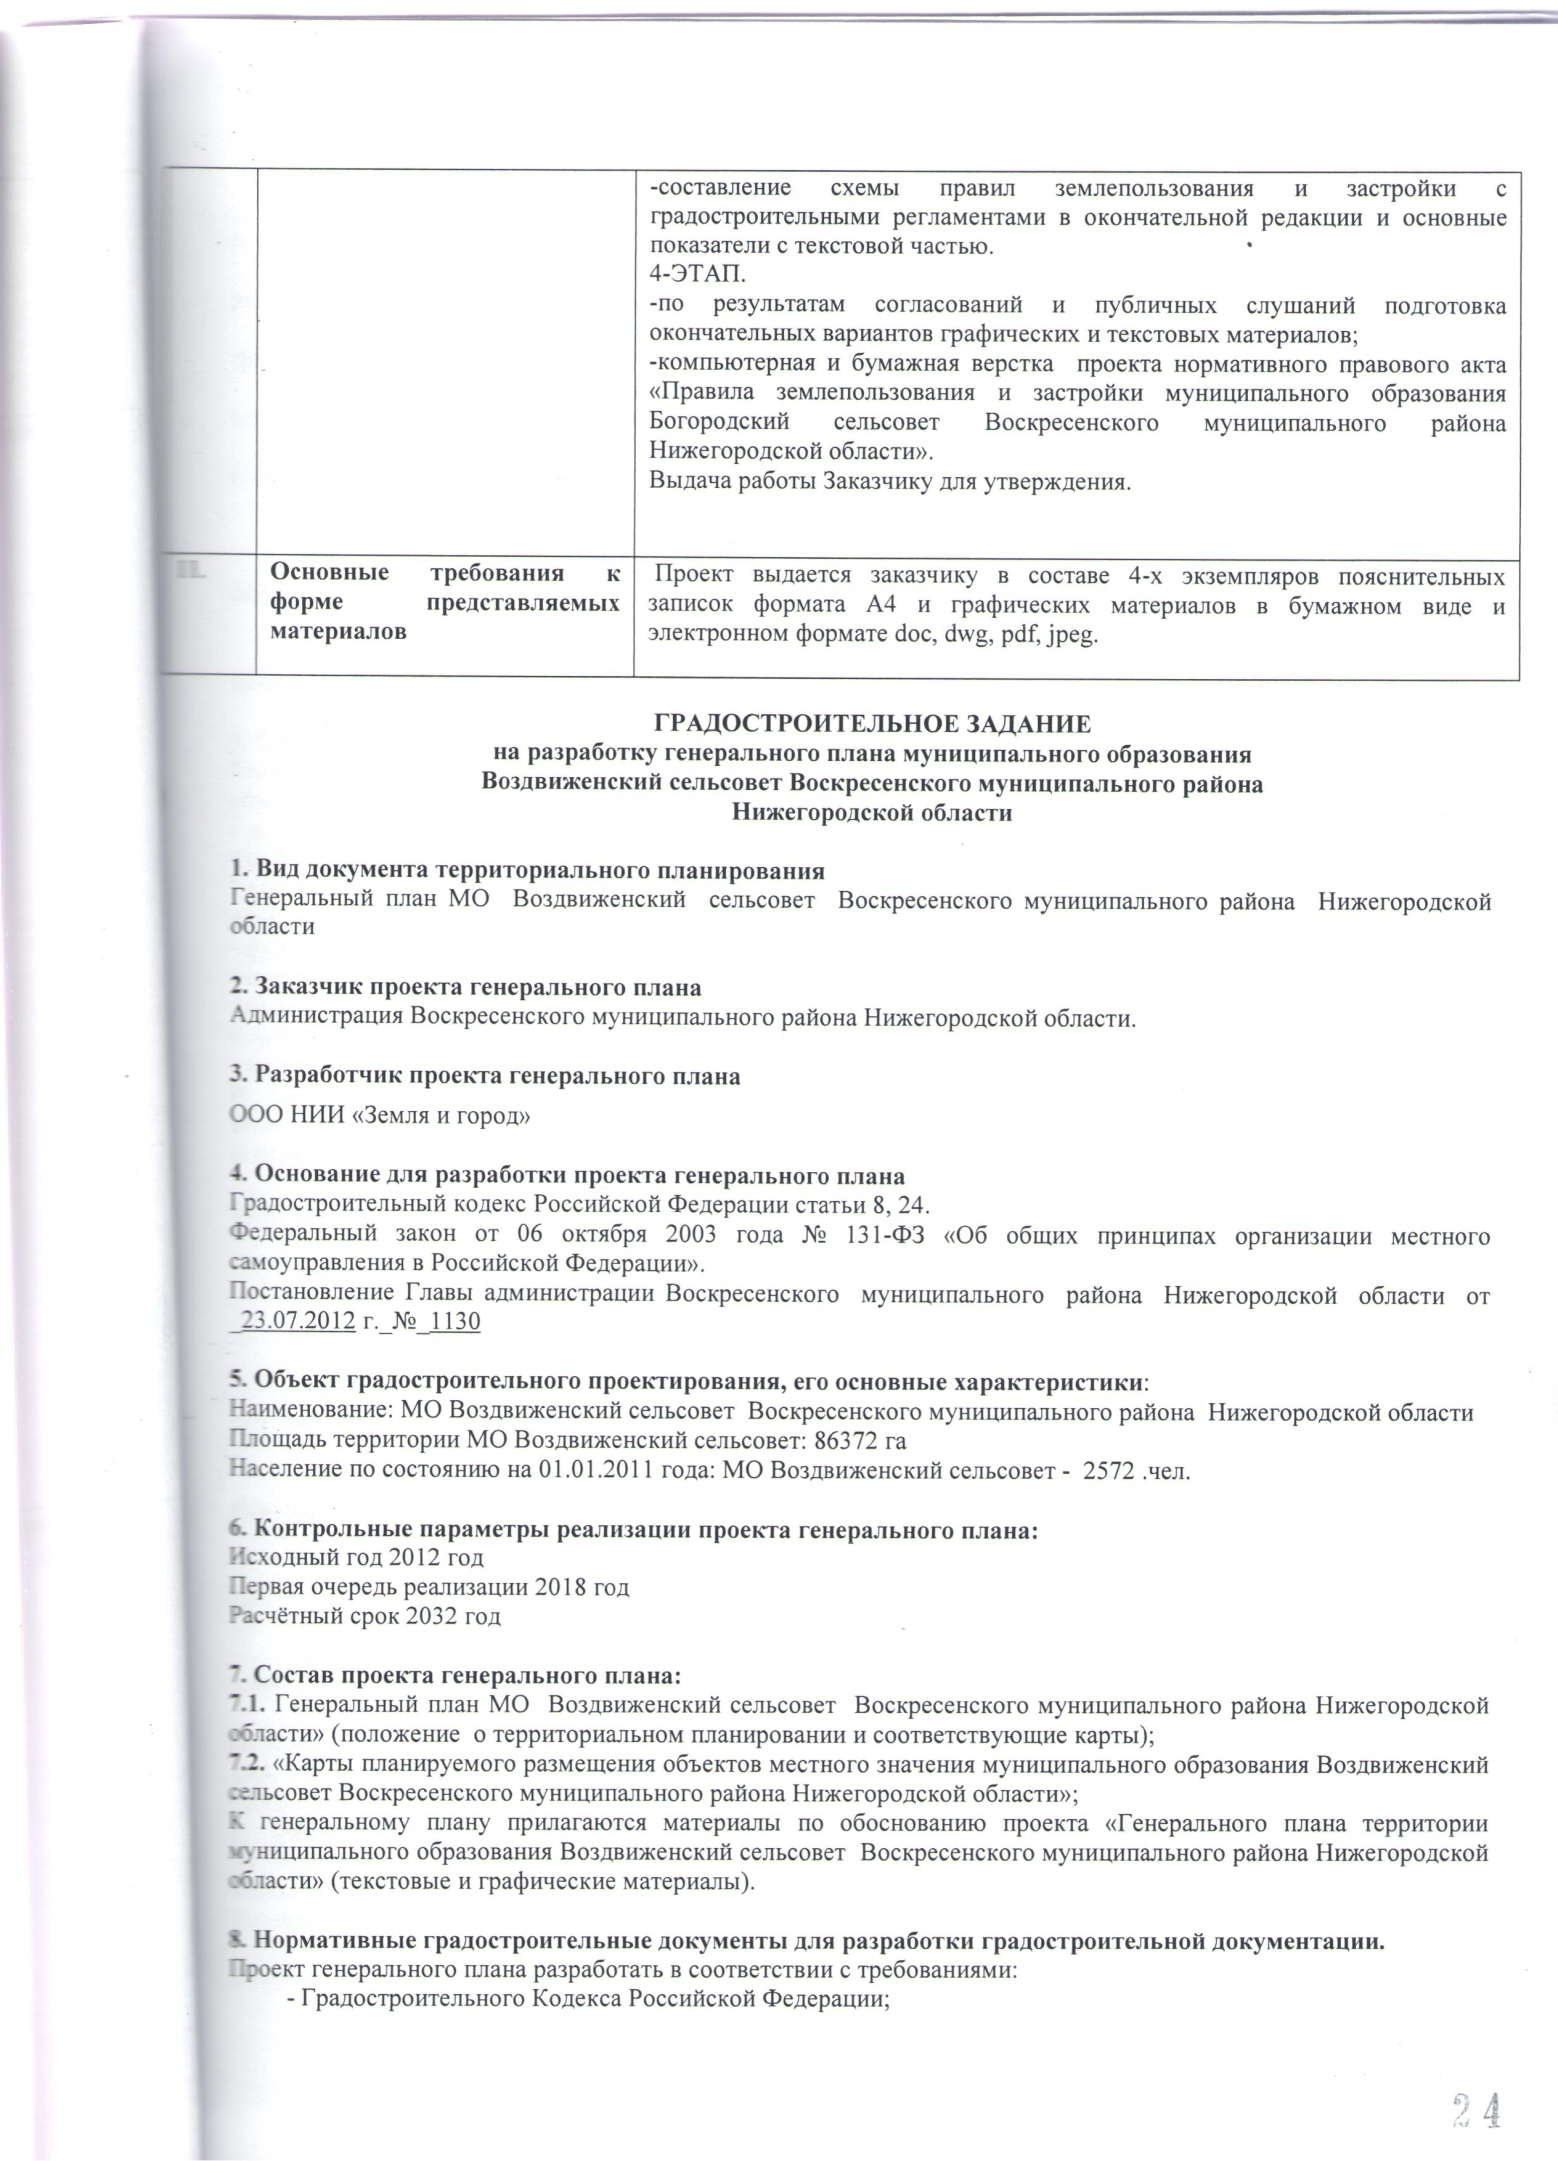 -составление схемы правил землепользования и застройки с
градостроительными регламентами в окончательной редакции и основные
показатели с текстовой частью.
4-ЭТАП.
-по результатам согласований и публичных слушаний подготовка
окончательных вариантов графических и текстовых материалов;
-компьютерная и бумажная верстка проекта нормативного правового акта
«Правила землепользования и застройки муниципального образования
Богородский сельсовет Воскресенского муниципального района
Нижегородской области».
Выдача работы Заказчику для утверждения.
Основные требования к
форме представляемых
материалов
Проект выдается заказчику в составе 4-х экземпляров пояснительных
записок формата А4 и графических материалов в бумажном виде и
электронном формате doc, dwg, pdf, jpeg.
ГРАДОСТРОИТЕЛЬНОЕ ЗАДАНИЕ
на разработку генерального плана муниципального образования
Воздвиженский сельсовет Воскресенского муниципального района
Нижегородской области
1. Вид документа территориального планирования
Генеральный план МО Воздвиженский сельсовет Воскресенского муниципального района Нижегородской
области
2. Заказчик проекта генерального плана
Администрация Воскресенского муниципального района Нижегородской области.
3. Разработчик проекта генерального плана
ООО НИИ «Земля и город»
4. Основание для разработки проекта генерального плана
Градостроительный кодекс Российской Федерации статьи 8, 24.
Федеральный закон от 06 октября 2003 года № 131-ФЗ «Об общих принципах организации местного
самоуправления в Российской Федерации».
Постановление Главы администрации Воскресенского муниципального района Нижегородской области от
_23.07.2012 г._№_1130
5. Объект градостроительного проектирования, его основные характеристики:
Наименование: МО Воздвиженский сельсовет Воскресенского муниципального района Нижегородской области
Площадь территории МО Воздвиженский сельсовет: 86372 га
Население по состоянию на 01.01.2011 года: МО Воздвиженский сельсовет - 2572 .чел.
6. Контрольные параметры реализации проекта генерального плана:
Исходный год 2012 год
Первая очередь реализации 2018 год
Расчётный срок 2032 год
7. Состав проекта генерального плана:
7.1. Генеральный план МО Воздвиженский сельсовет Воскресенского муниципального района Нижегородской
области» (положение о территориальном планировании и соответствующие карты);
7.2. «Карты планируемого размещения объектов местного значения муниципального образования Воздвиженский
сельсовет Воскресенского муниципального района Нижегородской области»;
К генеральному плану прилагаются материалы по обоснованию проекта «Генерального плана территории
муниципального образования Воздвиженский сельсовет Воскресенского муниципального района Нижегородской
области» (текстовые и графические материалы).
8. Нормативные градостроительные документы для разработки градостроительной документации.
Проект генерального плана разработать в соответствии с требованиями:
- Градостроительного Кодекса Российской Федерации;
24